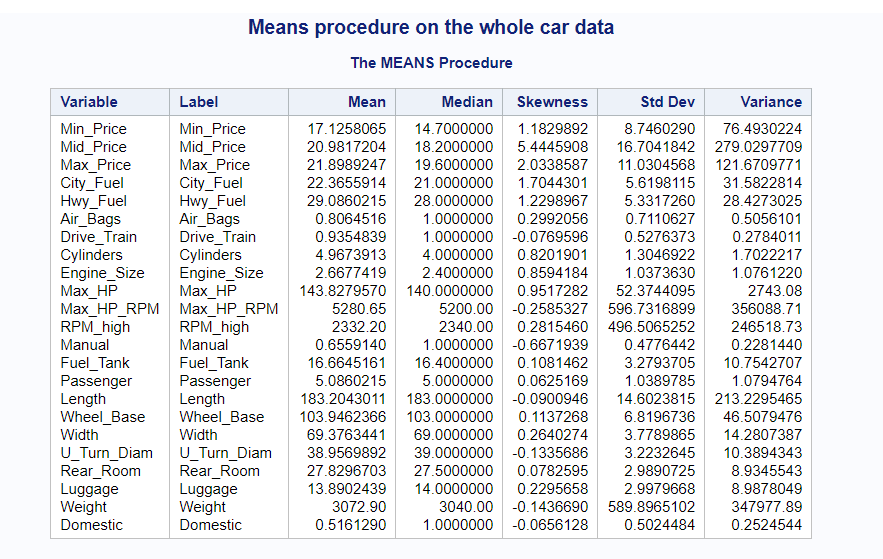 Means procedure on the whole car data
The MEANS Procedure
Variable Label Mean Median Skewness Std Dev Variance
Min_Price Min_Price 17.1258065 14.7000000 1.1829892 8.7460290 76.4930224
Mid_Price Mid_Price 20.9817204 18.2000000 5.4445908 16.7041842 279.0297709
Max_Price Max_Price 21.8989247 19.6000000 2.0338587 11.0304568 121.6709771
City_Fuel City_Fuel 22.3655914 21.0000000 1.7044301 5.6198115 31.5822814
Hwy_Fuel Hwy_Fuel 29.0860215 28.0000000 1.2298967 5.3317260 28.4273025
Air_Bags Air_Bags 0.8064516 1.0000000 0.2992056 0.7110627 0.5056101
Drive_Train Drive_Train 0.9354839 1.0000000 -0.0769596 0.5276373 0.2784011
Cylinders Cylinders 4.9673913 4.0000000 0.8201901 1.3046922 1.7022217
Engine_Size Engine_Size 2.6677419 2.4000000 0.8594184 1.0373630 1.0761220
Max_HP Max_HP 143.8279570 140.0000000 0.9517282 52.3744095 2743.08
Max_HP_RPM Max_HP_RPM 5280.65 5200.00 -0.2585327 596.7316899 356088.71
RPM_high RPM_high 2332.20 2340.00 0.2815460 496.5065252 246518.73
Manual Manual 0.6559140 1.0000000 -0.6671939 0.4776442 0.2281440
Fuel_Tank Fuel_Tank 16.6645161 16.4000000 0.1081462 3.2793705 10.7542707
Passenger Passenger 5.0860215 5.0000000 0.0625169 1.0389785 1.0794764
Length Length 183.2043011 183.0000000 -0.0900946 14.6023815 213.2295465
Wheel_Base Wheel_Base 103.9462366 103.0000000 0.1137268 6.8196736 46.5079476
Width Width 69.3763441 69.0000000 0.2640274 3.7789865 14.2807387
U_Turn_Diam U_Turn_Diam 38.9569892 39.0000000 -0.1335686 3.2232645 10.3894343
Rear_Room Rear_Room 27.8296703 27.5000000 0.0782595 2.9890725 8.9345543
Luggage Luggage 13.8902439 14.0000000 0.2295658 2.9979668 8.9878049
Weight Weight 3072.90 3040.00 -0.1436690 589.8965102 347977.89
Domestic Domestic 0.5161290 1.0000000 -0.0656128 0.5024484 0.2524544